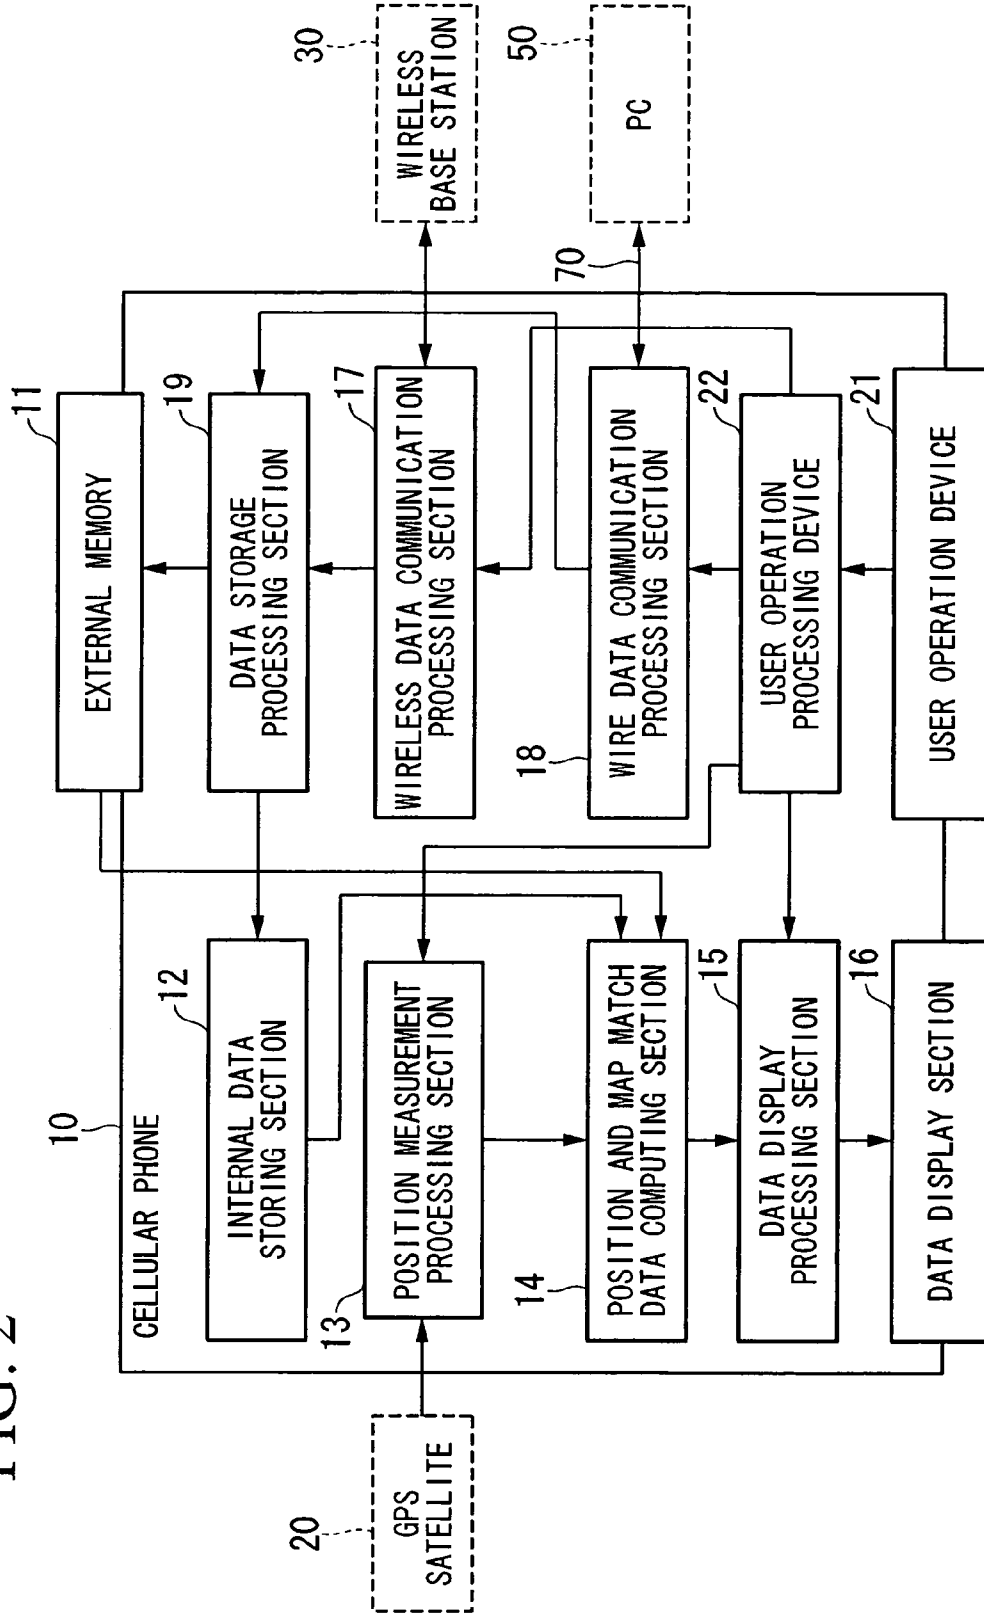 FIG. 2
10
CELLULAR PHONE
11
EXTERNAL MEMORY
12
INTERNAL DATA
STORING SECTION
19
DATA STORAGE
PROCESSING SECTION
20
GPS
SATELLITE
13
POSITION MEASUREMENT
PROCESSING SECTION
17
WIRELESS DATA COMMUNICATION
PROCESSING SECTION
30
WIRELESS
BASE STATION
14
POSITION AND MAP MATCH
DATA COMPUTING SECTION
18
WIRE DATA COMMUNICATION
PROCESSING SECTION
70
50
PC
15
DATA DISPLAY
PROCESSING SECTION
22
USER OPERATION
PROCESSING DEVICE
16
DATA DISPLAY SECTION
21
USER OPERATION DEVICE